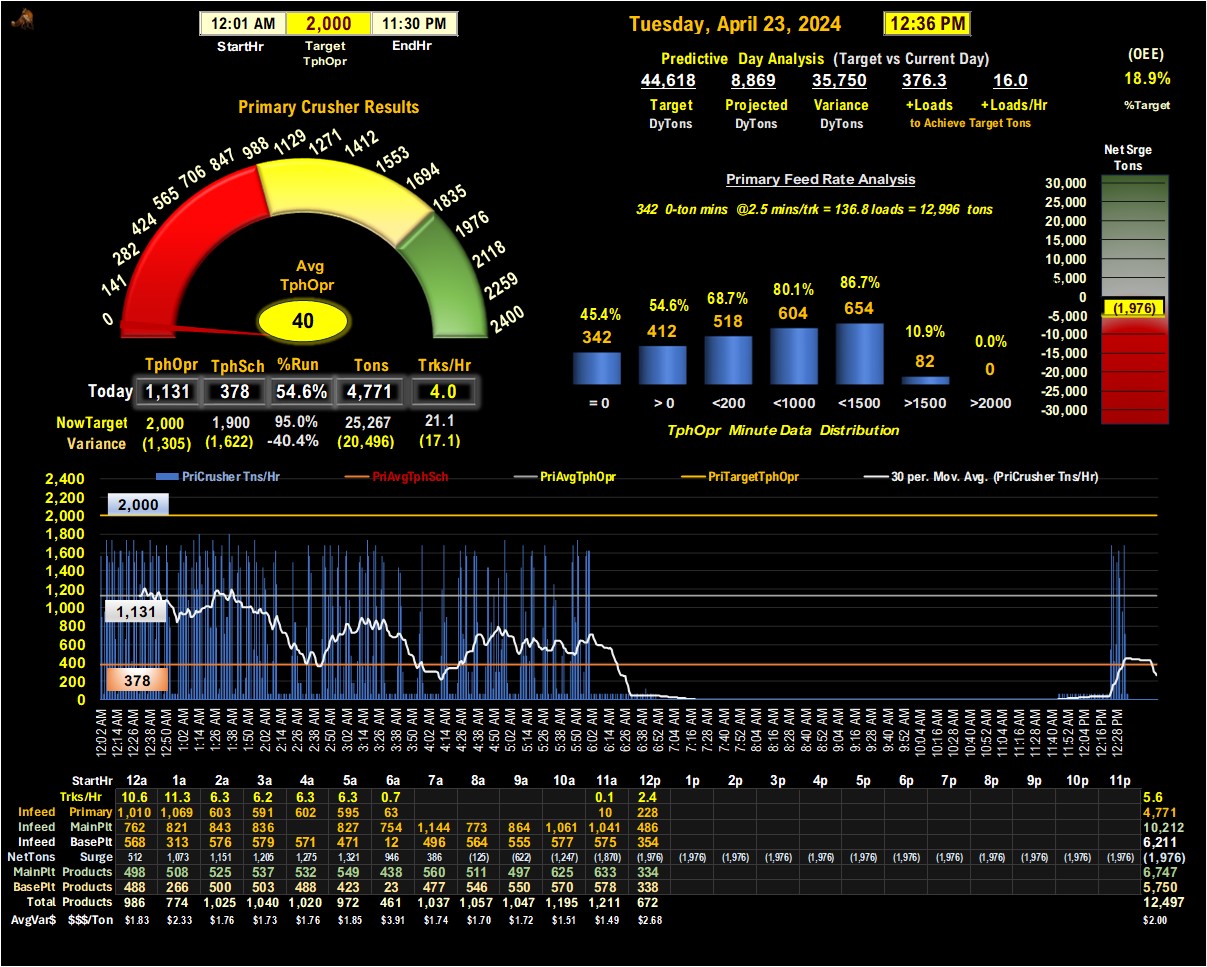 12:01 AM 2,000 11:30 PM
StartHr Target TphOpr EndHr
Tuesday, April 23, 2024 12:36 PM
Predictive Day Analysis (Target vs Current Day)
44,618 8,869 35,750 376.3 16.0
Target Projected Variance +Loads +Loads/Hr
DyTons DyTons DyTons to Achieve Target Tons
(OEE)
18.9%
%Target
Primary Crusher Results
0 141 282 424 565 706 847 988 1129 1271 1412 1553 1694 1835 1976 2118 2259 2400
Avg
TphOpr
40
TphOpr TphSch %Run Tons Trks/Hr
Today 1,131 378 54.6% 4,771 4.0
NowTarget 2,000 1,900 95.0% 25,267 21.1
Variance (1,305) (1,622) -40.4% (20,496) (17.1)
Primary Feed Rate Analysis
342 0-ton mins @2.5 mins/trk = 136.8 loads = 12,996 tons
45.4% 54.6% 68.7% 80.1% 86.7% 10.9% 0.0%
342 412 518 604 654 82 0
= 0 > 0 <200 <1000 <1500 >1500 >2000
TphOpr Minute Data Distribution
Net Srge
Tons
30,000
25,000
20,000
15,000
10,000
5,000
0
(1,976)
-5,000
-10,000
-15,000
-20,000
-25,000
-30,000
PriCrusher Tns/Hr PriAvgTphSch PriAvgTphOpr PriTargetTphOpr 30 per. Mov. Avg. (PriCrusher Tns/Hr)
2,400
2,200
2,000
1,800
1,600
1,400
1,200
1,000
800
600
400
200
0
2,000
1,131
378
12:02 AM 12:14 AM 12:26 AM 12:38 AM 12:50 AM 1:02 AM 1:14 AM 1:26 AM 1:38 AM 1:50 AM 2:02 AM 2:14 AM 2:26 AM 2:38 AM 2:50 AM 3:02 AM 3:14 AM 3:26 AM 3:38 AM 3:50 AM 4:02 AM 4:14 AM 4:26 AM 4:38 AM 4:50 AM 5:02 AM 5:14 AM 5:26 AM 5:38 AM 5:50 AM 6:02 AM 6:14 AM 6:26 AM 6:38 AM 6:52 AM 7:04 AM 7:16 AM 7:28 AM 7:40 AM 7:52 AM 8:04 AM 8:16 AM 8:28 AM 8:40 AM 8:52 AM 9:04 AM 9:16 AM 9:28 AM 9:40 AM 9:52 AM 10:04 AM 10:16 AM 10:28 AM 10:40 AM 10:52 AM 11:04 AM 11:16 AM 11:28 AM 11:40 AM 11:52 AM 12:04 PM 12:16 PM 12:28 PM
StartHr 12a 1a 2a 3a 4a 5a 6a 7a 8a 9a 10a 11a 12p 1p 2p 3p 4p 5p 6p 7p 8p 9p 10p 11p
Trks/Hr 10.6 11.3 6.3 6.2 6.3 6.3 0.7 0.1 2.4 5.6
Infeed Primary 1,010 1,069 603 591 602 595 63 10 228 4,771
Infeed MainPlt 762 821 843 836 827 754 1,144 773 864 1,061 1,041 486 10,212
Infeed BasePlt 568 313 576 579 571 471 12 496 564 555 577 575 354 6,211
NetTons Surge 512 1,073 1,151 1,205 1,275 1,321 946 386 (125) (622) (1,247) (1,870) (1,976) (1,976) (1,976) (1,976) (1,976) (1,976) (1,976) (1,976) (1,976) (1,976) (1,976) (1,976) (1,976)
MainPlt Products 498 508 525 537 532 549 438 560 511 497 625 633 334 6,747
BasePlt Products 488 266 500 503 488 423 23 477 546 550 570 578 338 5,750
Total Products 986 774 1,025 1,040 1,020 972 461 1,037 1,057 1,047 1,195 1,211 672 12,497
AvgVar$ $$$/Ton $1.83 $2.33 $1.76 $1.73 $1.76 $1.85 $3.91 $1.74 $1.70 $1.72 $1.51 $1.49 $2.68 $2.00